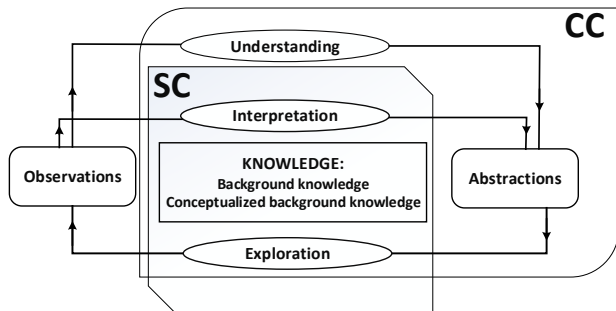 CC
Understanding
SC
Interpretation
KNOWLEDGE:
Background knowledge
Conceptualized background knowledge
Observations
Abstractions
Exploration